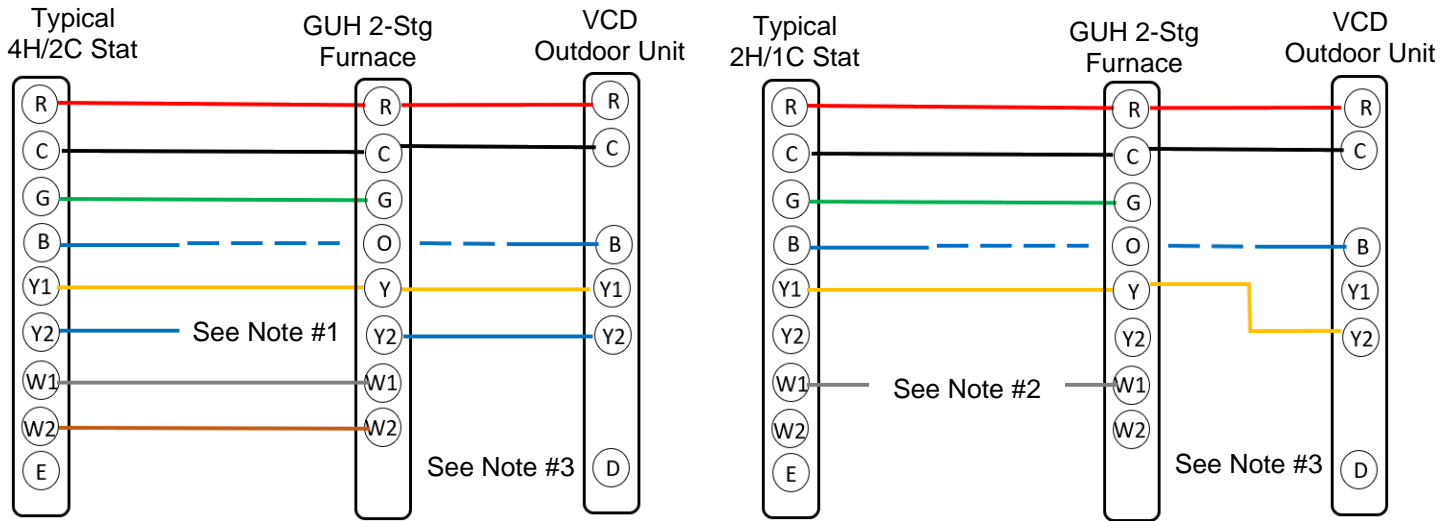 Typical
4H/2C Stat
GUH 2-Stg
Furnace
VCD
Outdoor Unit
R
C
G
B
Y1
Y2
W1
W2
E
See Note #1
R
C
G
O
Y
Y2
W1
W2
See Note #3
R
C
B
Y1
Y2
D
Typical
2H/1C Stat
GUH 2-Stg
Furnace
VCD
Outdoor Unit
R
C
G
B
Y1
Y2
W1
W2
E
See Note #2
R
C
G
O
Y
Y2
W1
W2
See Note #3
R
C
B
Y1
Y2
D